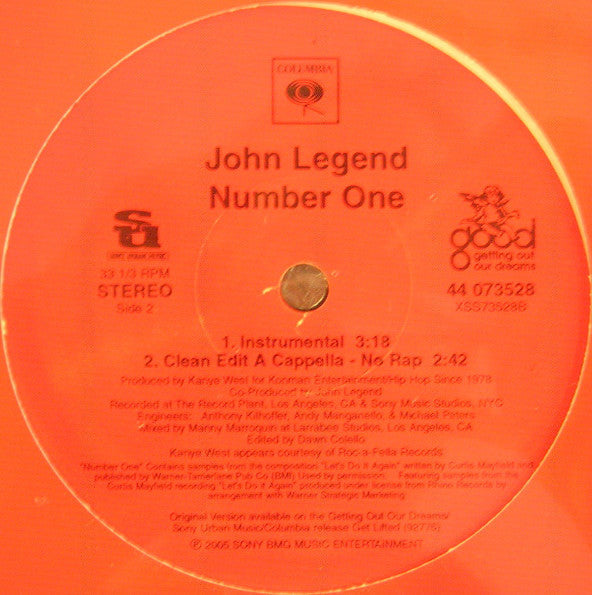 COLUMBIA
John Legend
Number One
su
SONY URBAN MUSIC
good
getting out
our dreams
33 1/3 RPM
STEREO
Side 2
44 073528
XSS73528B
1. Instrumental 3:18
2. Clean Edit A Cappella - No Rap 2:42
Produced by Kanye West for Konman Entertainment/Hip Hop Since 1978
Co-Produced by John Legend
Recorded at The Record Plant, Los Angeles, CA & Sony Music Studios, NYC
Engineers: Anthony Kilhoffer, Andy Manganello, & Michael Peters
Mixed by Manny Marroquin at Larrabee Studios, Los Angeles, CA
Edited by Dawn Colello
Kanye West appears courtesy of Roc-a-Fella Records
"Number One" Contains samples from the composition "Let's Do It Again" written by Curtis Mayfield and
published by Warner-Tamerlane Pub Co (BMI) Used by permission. Featuring samples from the
Curtis Mayfield recording "Let's Do It Again" produced under license from Rhino Records by
arrangement with Warner Strategic Marketing
Original Version available on the Getting Out Our Dreams/
Sony Urban Music/Columbia release Get Lifted (92776)
℗ 2005 SONY BMG MUSIC ENTERTAINMENT